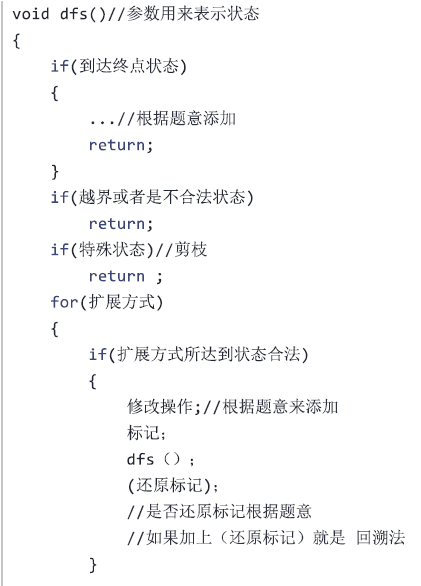 void dfs()//参数用来表示状态
{
    if(到达终点状态)
    {
        ...//根据题意添加
        return;
    }
    if(越界或者是不合法状态)
        return;
    if(特殊状态)//剪枝
        return ;
    for(扩展方式)
    {
        if(扩展方式所达到状态合法)
        {
            修改操作;//根据题意来添加
            标记;
            dfs（）;
            (还原标记);
            //是否还原标记根据题意
            //如果加上（还原标记）就是 回溯法
        }